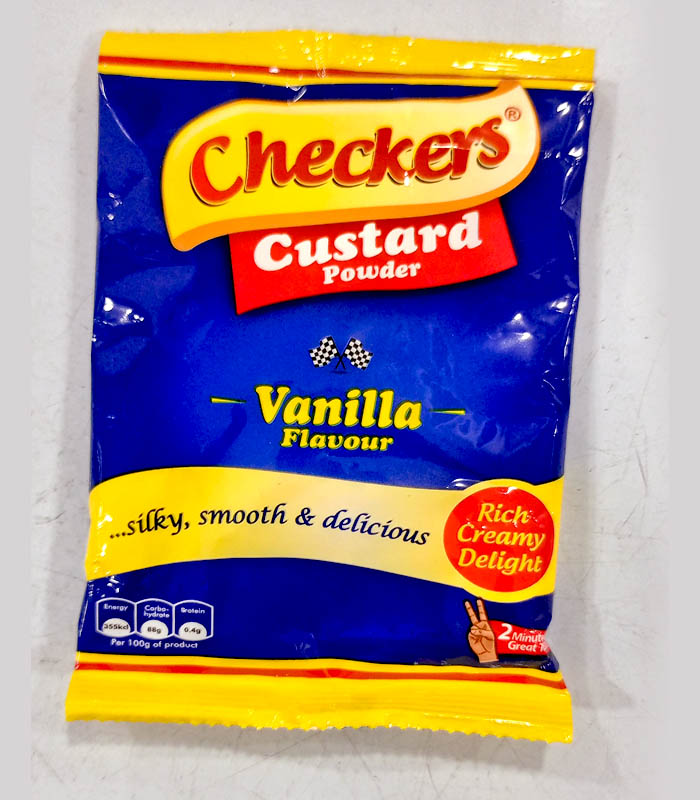 Checkers®
Custard
Powder
Vanilla
Flavour
...silky, smooth & delicious
Rich
Creamy
Delight
Energy
Carbo-
hydrate
Protein
88g
0.4g
Per 100g of product
2 Minute
Great